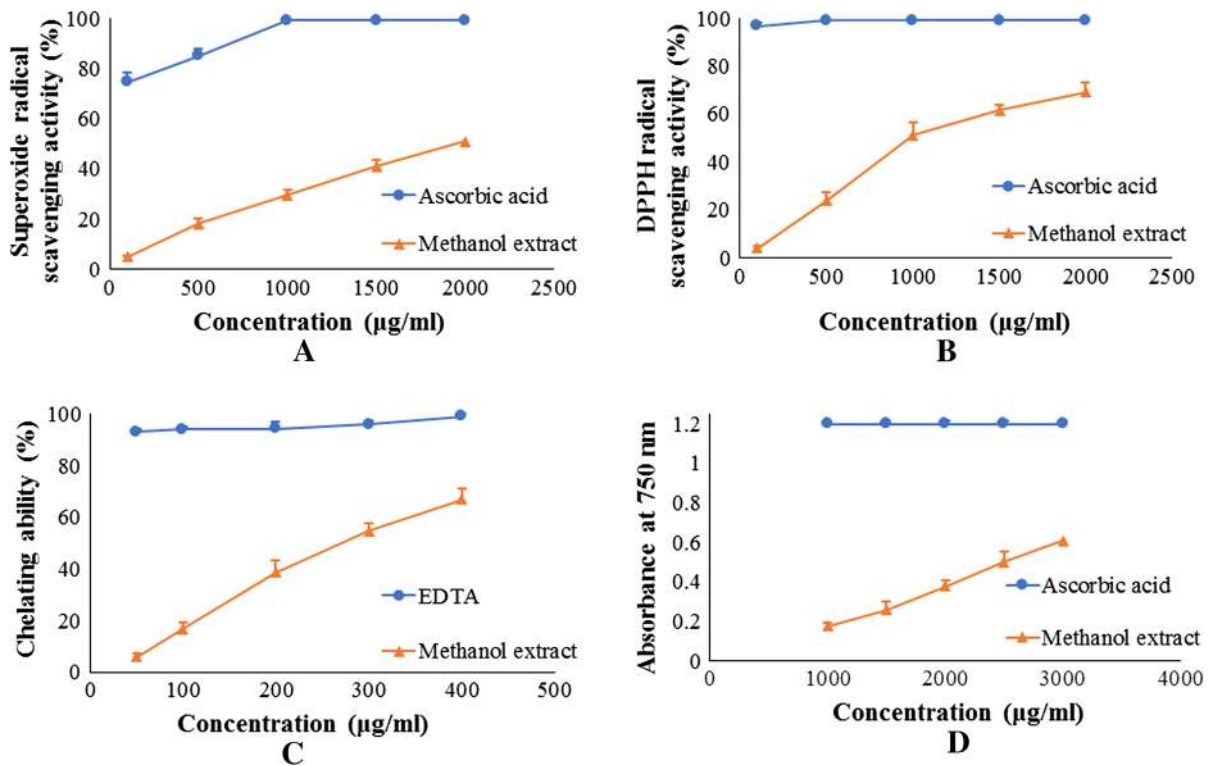 Superoxide radical
scavenging activity (%)
100
80
60
40
20
0
0 500 1000 1500 2000 2500
Ascorbic acid
Methanol extract
Concentration (µg/ml)
A
DPPH radical
scavenging activity (%)
100
80
60
40
20
0
0 500 1000 1500 2000 2500
Ascorbic acid
Methanol extract
Concentration (µg/ml)
B
Chelating ability (%)
100
80
60
40
20
0
0 100 200 300 400 500
EDTA
Methanol extract
Concentration (µg/ml)
C
Absorbance at 750 nm
1.2
1
0.8
0.6
0.4
0.2
0
0 1000 2000 3000 4000
Ascorbic acid
Methanol extract
Concentration (µg/ml)
D